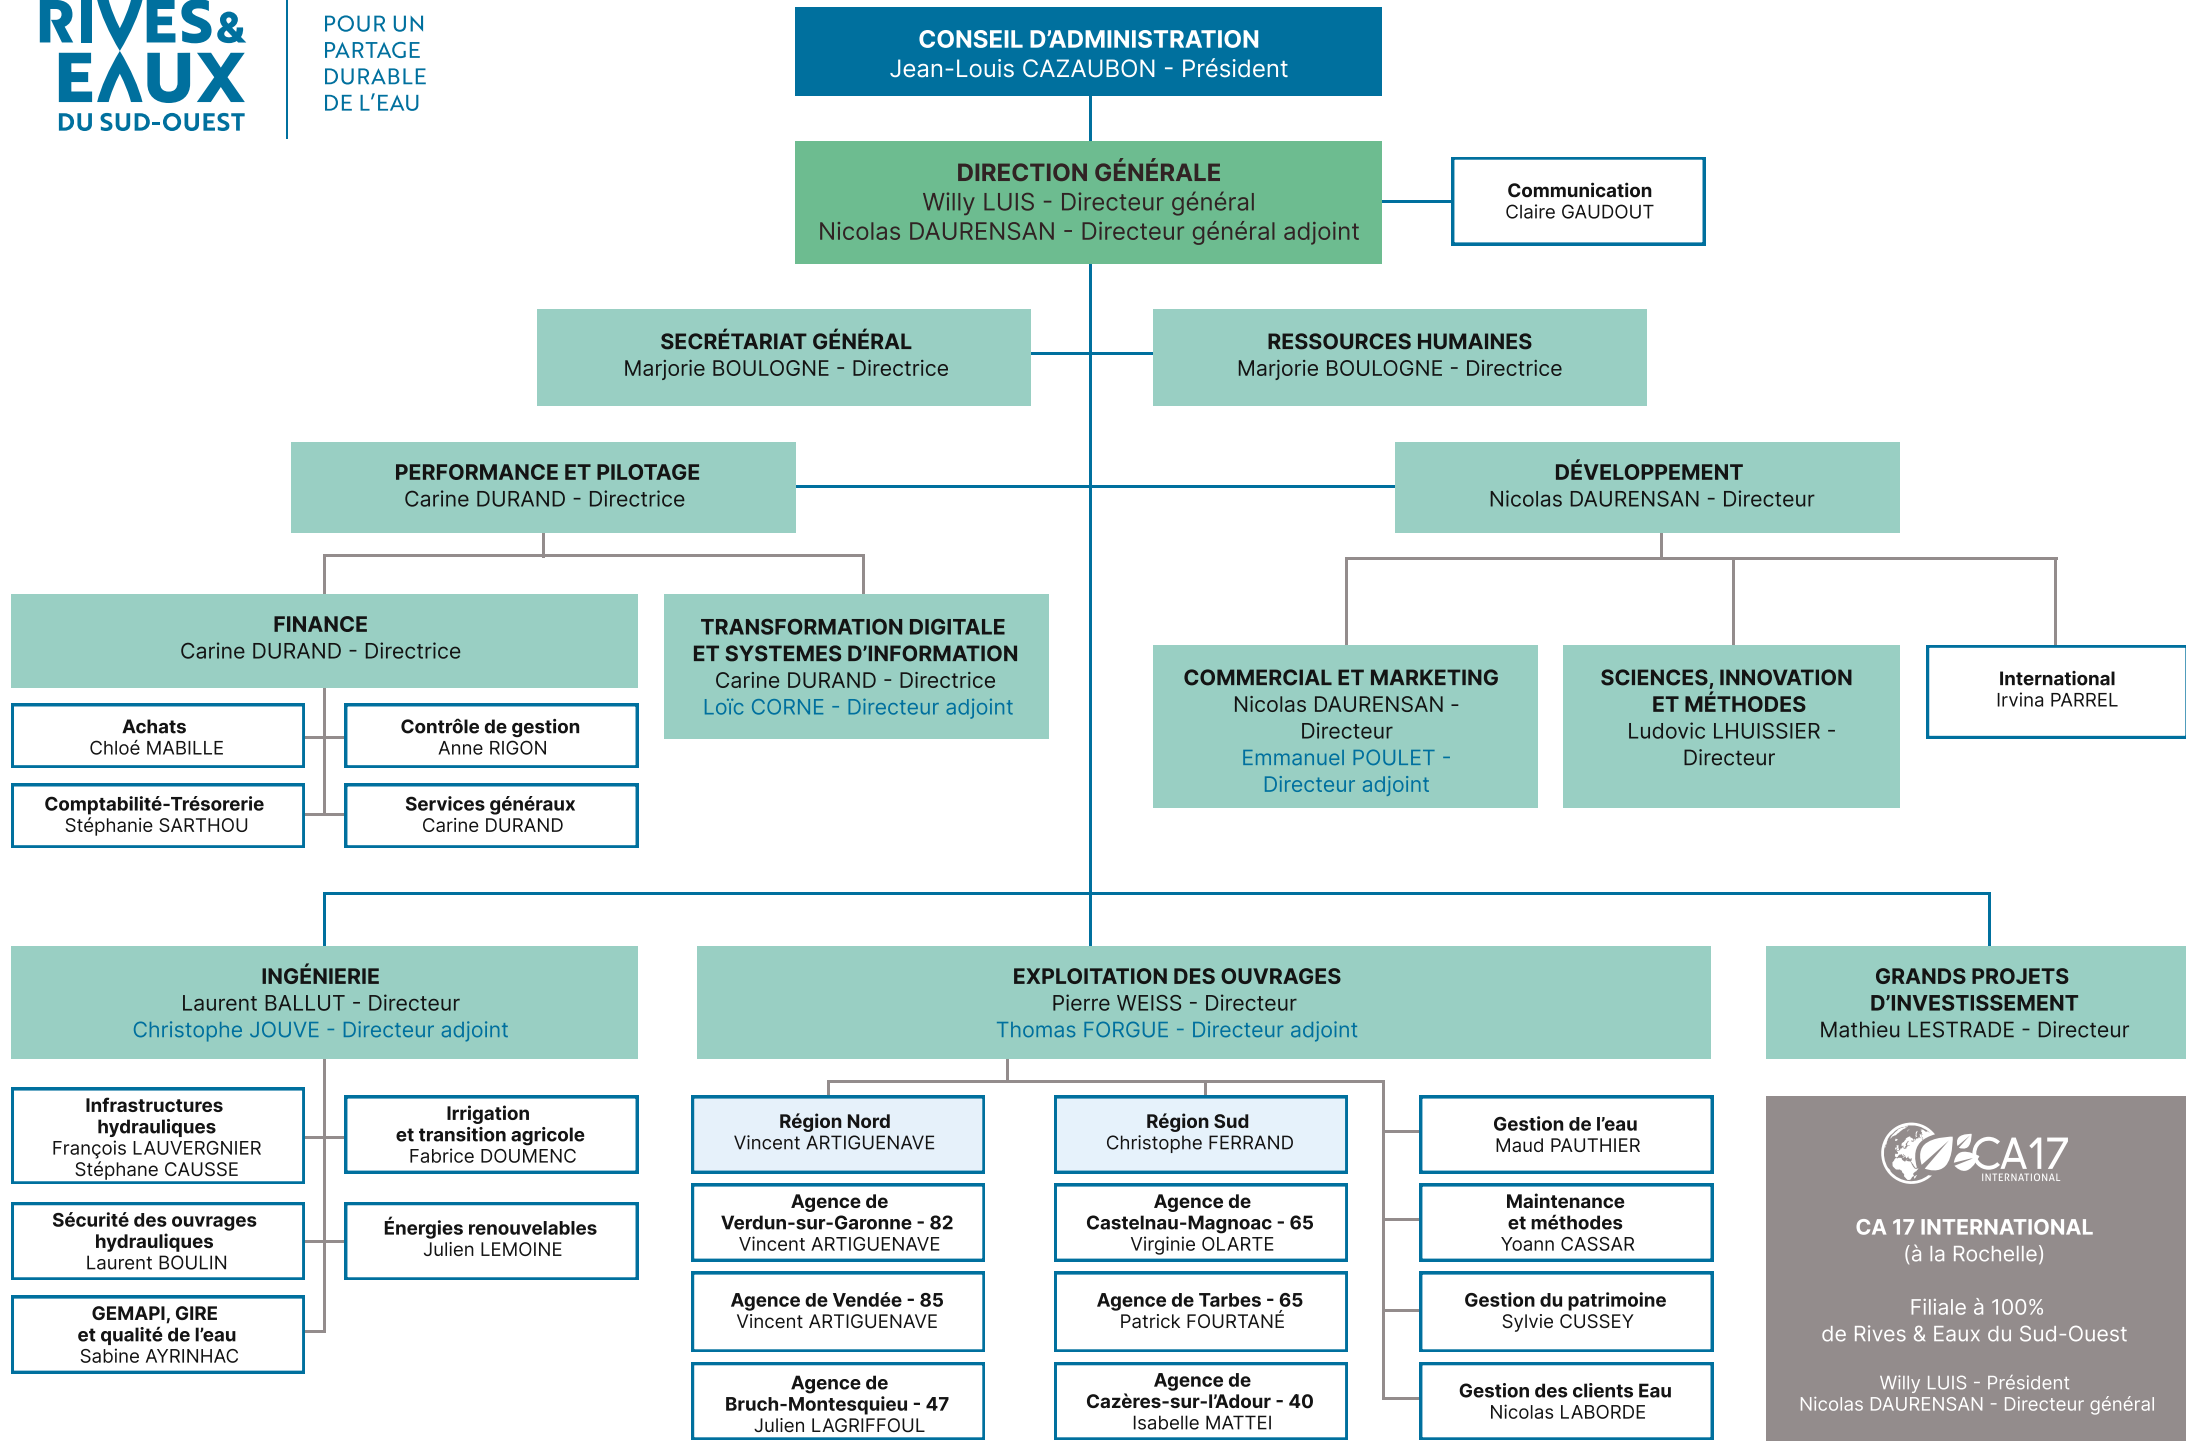 RIVES&
EAUX
DU SUD-OUEST
POUR UN
PARTAGE
DURABLE
DE L'EAU
CONSEIL D'ADMINISTRATION
Jean-Louis CAZAUBON - Président
DIRECTION GÉNÉRALE
Willy LUIS - Directeur général
Nicolas DAURENSAN - Directeur général adjoint
Communication
Claire GAUDOUT
SECRÉTARIAT GÉNÉRAL
Marjorie BOULOGNE - Directrice
RESSOURCES HUMAINES
Marjorie BOULOGNE - Directrice
PERFORMANCE ET PILOTAGE
Carine DURAND - Directrice
DÉVELOPPEMENT
Nicolas DAURENSAN - Directeur
FINANCE
Carine DURAND - Directrice
TRANSFORMATION DIGITALE
ET SYSTEMES D'INFORMATION
Carine DURAND - Directrice
Loïc CORNE - Directeur adjoint
COMMERCIAL ET MARKETING
Nicolas DAURENSAN -
Directeur
Emmanuel POULET -
Directeur adjoint
SCIENCES, INNOVATION
ET MÉTHODES
Ludovic LHUISSIER -
Directeur
International
Irvina PARREL
Achats
Chloé MABILLE
Contrôle de gestion
Anne RIGON
Comptabilité-Trésorerie
Stéphanie SARTHOU
Services généraux
Carine DURAND
INGÉNIERIE
Laurent BALLUT - Directeur
Christophe JOUVE - Directeur adjoint
EXPLOITATION DES OUVRAGES
Pierre WEISS - Directeur
Thomas FORGUE - Directeur adjoint
GRANDS PROJETS
D'INVESTISSEMENT
Mathieu LESTRADE - Directeur
Infrastructures
hydrauliques
François LAUVERGNIER
Stéphane CAUSSE
Irrigation
et transition agricole
Fabrice DOUMENC
Sécurité des ouvrages
hydrauliques
Laurent BOULIN
Énergies renouvelables
Julien LEMOINE
GEMAPI, GIRE
et qualité de l'eau
Sabine AYRINHAC
Région Nord
Vincent ARTIGUENAVE
Agence de
Verdun-sur-Garonne - 82
Vincent ARTIGUENAVE
Agence de Vendée - 85
Vincent ARTIGUENAVE
Agence de
Bruch-Montesquieu - 47
Julien LAGRIFFOUL
Région Sud
Christophe FERRAND
Agence de
Castelnau-Magnoac - 65
Virginie OLARTE
Agence de Tarbes - 65
Patrick FOURTANÉ
Agence de
Cazères-sur-l'Adour - 40
Isabelle MATTEI
Gestion de l'eau
Maud PAUTHIER
Maintenance
et méthodes
Yoann CASSAR
Gestion du patrimoine
Sylvie CUSSEY
Gestion des clients Eau
Nicolas LABORDE
CA17
INTERNATIONAL
CA 17 INTERNATIONAL
(à la Rochelle)
Filiale à 100%
de Rives & Eaux du Sud-Ouest
Willy LUIS - Président
Nicolas DAURENSAN - Directeur général